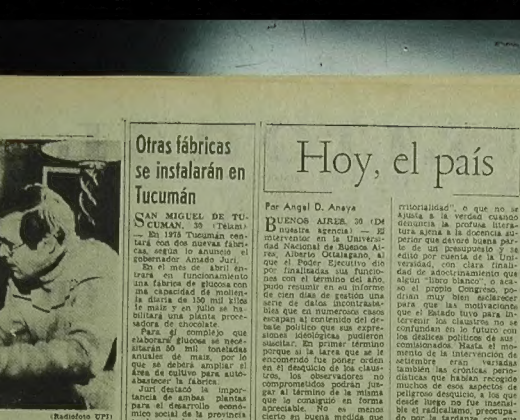 Otras fábricas
se instalarán en
Tucumán
SAN MIGUEL DE TU-
CUMAN, 30 (Télam)
— En 1975 Tucumán con-
tará con dos nuevas fábri-
cas, según lo anunció el
gobernador Amado Juri.
En el mes de abril en-
trará en funcionamiento
una fábrica de glucosa con
una capacidad de molien-
da diaria de 150 mil kilos
de maíz y en julio se ha-
bilitará una planta proce-
sadora de chocolate.
Para el complejo que
elaborará glucosa se nece-
sitarán 50 mil toneladas
anuales de maíz, por lo
que se deberá ampliar el
área de cultivo para auto-
abastecer la fábrica.
Juri destacó la impor-
tancia de ambas plantas
para el desarrollo econó-
mico social de la provincia
(Radiofoto UPI)
Hoy, el país
Por Angel D. Anaya
BUENOS AIRES, 30 (De
nuestra agencia) — El
interventor en la Universi-
dad Nacional de Buenos Ai-
res, Alberto Ottalagano, al
que el Poder Ejecutivo dio
por finalizadas sus funcio-
nes con el término del año,
pudo resumir en su informe
de cien días de gestión una
serie de datos incontrasta-
bles que en numerosos casos
escapan al contenido del de-
bate político que sus expre-
siones ideológicas pudieron
suscitar. En primer término
porque si la tarea que se le
encomendó fue poner orden
en el desquicio de los claus-
tros, los observadores no
comprometidos podrán juz-
gar al término de la misma
que lo consiguió en forma
apreciable. No es menos
cierto en buena medida que
rritorialidad", o que no se
ajusta a la verdad cuando
denuncia la profusa litera-
tura ajena a la docencia su-
perior que devoró buena par-
te de un presupuesto y se
editó por cuenta de la Uni-
versidad, con clara finali-
dad de adoctrinamiento que
algún "libro blanco", o aca-
so el propio Congreso, po-
drían muy bien esclarecer
para que las motivaciones
que el Estado tuvo para in-
tervenir los claustros no se
confundan en lo futuro con
los deslices políticos de sus
comisionados. Hasta el mo-
mento de la intervención de
setiembre eran veraces
también las crónicas perio-
dísticas que habían recogido
muchos de esos aspectos de
peligroso desquicio, a los que
desde luego no fue insensi-
ble el radicalismo, preocupa-
do por la tardanza con que